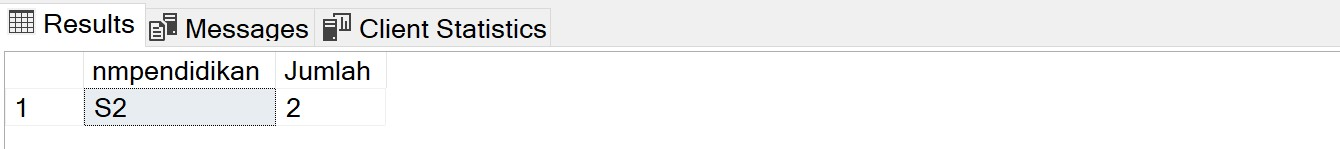 Results Messages Client Statistics
nmpendidikan Jumlah
1 S2 2